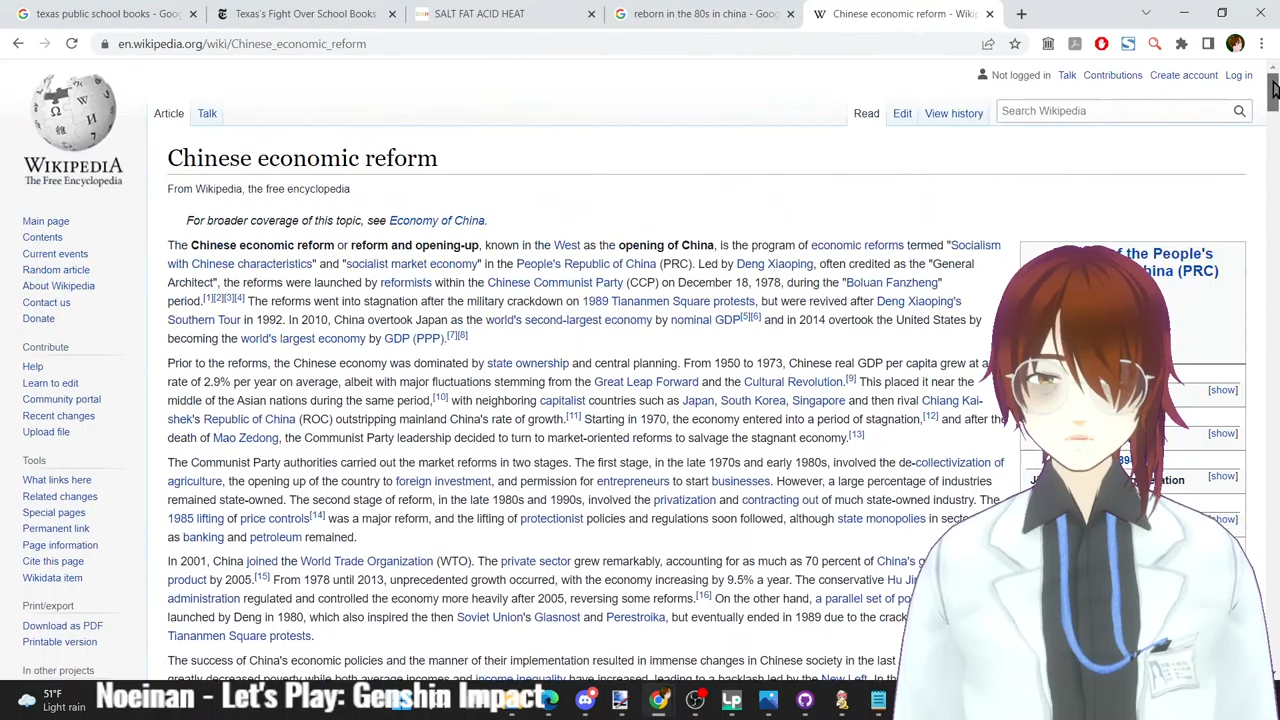 texas public school books - Goog
Texas's Fight Over School Books
SALT FAT ACID HEAT
reborn in the 80s in china - Goog
Chinese economic reform - Wiki
en.wikipedia.org/wiki/Chinese_economic_reform
Not logged in Talk Contributions Create account Log in
Article Talk Read Edit View history Search Wikipedia
WIKIPEDIA
The Free Encyclopedia
Main page
Contents
Current events
Random article
About Wikipedia
Contact us
Donate
Contribute
Help
Learn to edit
Community portal
Recent changes
Upload file
Tools
What links here
Related changes
Special pages
Permanent link
Page information
Cite this page
Wikidata item
Print/export
Download as PDF
Printable version
In other projects
Chinese economic reform
From Wikipedia, the free encyclopedia
For broader coverage of this topic, see Economy of China.
The Chinese economic reform or reform and opening-up, known in the West as the opening of China, is the program of economic reforms termed "Socialism
with Chinese characteristics" and "socialist market economy" in the People's Republic of China (PRC). Led by Deng Xiaoping, often credited as the "General
Architect", the reforms were launched by reformists within the Chinese Communist Party (CCP) on December 18, 1978, during the "Boluan Fanzheng"
period.[1][2][3][4] The reforms went into stagnation after the military crackdown on 1989 Tiananmen Square protests, but were revived after Deng Xiaoping's
Southern Tour in 1992. In 2010, China overtook Japan as the world's second-largest economy by nominal GDP[5][6] and in 2014 overtook the United States by
becoming the world's largest economy by GDP (PPP).[7][8]
Prior to the reforms, the Chinese economy was dominated by state ownership and central planning. From 1950 to 1973, Chinese real GDP per capita grew at a
rate of 2.9% per year on average, albeit with major fluctuations stemming from the Great Leap Forward and the Cultural Revolution.[9] This placed it near the
middle of the Asian nations during the same period,[10] with neighboring capitalist countries such as Japan, South Korea, Singapore and then rival Chiang Kai-
shek's Republic of China (ROC) outstripping mainland China's rate of growth.[11] Starting in 1970, the economy entered into a period of stagnation,[12] and after the
death of Mao Zedong, the Communist Party leadership decided to turn to market-oriented reforms to salvage the stagnant economy.[13]
The Communist Party authorities carried out the market reforms in two stages. The first stage, in the late 1970s and early 1980s, involved the de-collectivization of
agriculture, the opening up of the country to foreign investment, and permission for entrepreneurs to start businesses. However, a large percentage of industries
remained state-owned. The second stage of reform, in the late 1980s and 1990s, involved the privatization and contracting out of much state-owned industry. The
1985 lifting of price controls[14] was a major reform, and the lifting of protectionist policies and regulations soon followed, although state monopolies in
as banking and petroleum remained.
In 2001, China joined the World Trade Organization (WTO). The private sector grew remarkably, accounting for as much as 70 percent of China's
product by 2005.[15] From 1978 until 2013, unprecedented growth occurred, with the economy increasing by 9.5% a year. The conservative Hu
administration regulated and controlled the economy more heavily after 2005, reversing some reforms.[16] On the other hand, a parallel set of
launched by Deng in 1980, which also inspired the then Soviet Union's Glasnost and Perestroika, but eventually ended in 1989 due to the
Tiananmen Square protests.
The success of China's economic policies and the manner of their implementation resulted in immense changes in Chinese society in the last
of the People's
(PRC)
[show]
[show]
[show]
[show]
51°F
Light rain
Noeinan - Let's Play: Genshin Impact